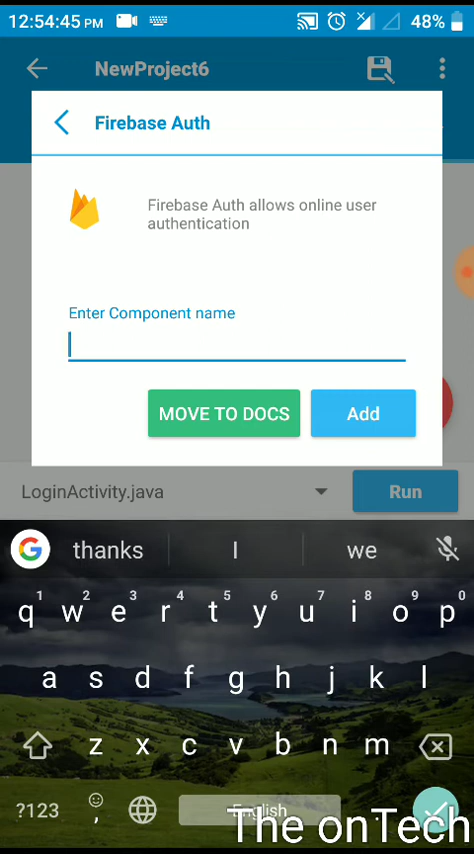 12:54:45 PM
48%
NewProject6
Firebase Auth
Firebase Auth allows online user
authentication
Enter Component name
MOVE TO DOCS
Add
LoginActivity.java
Run
G
thanks
I
we
1 2 3 4 5 6 7 8 9 0
q w e r t y u i o p
a s d f g h j k l
z x c v b n m
?123
,
English
.
The onTech